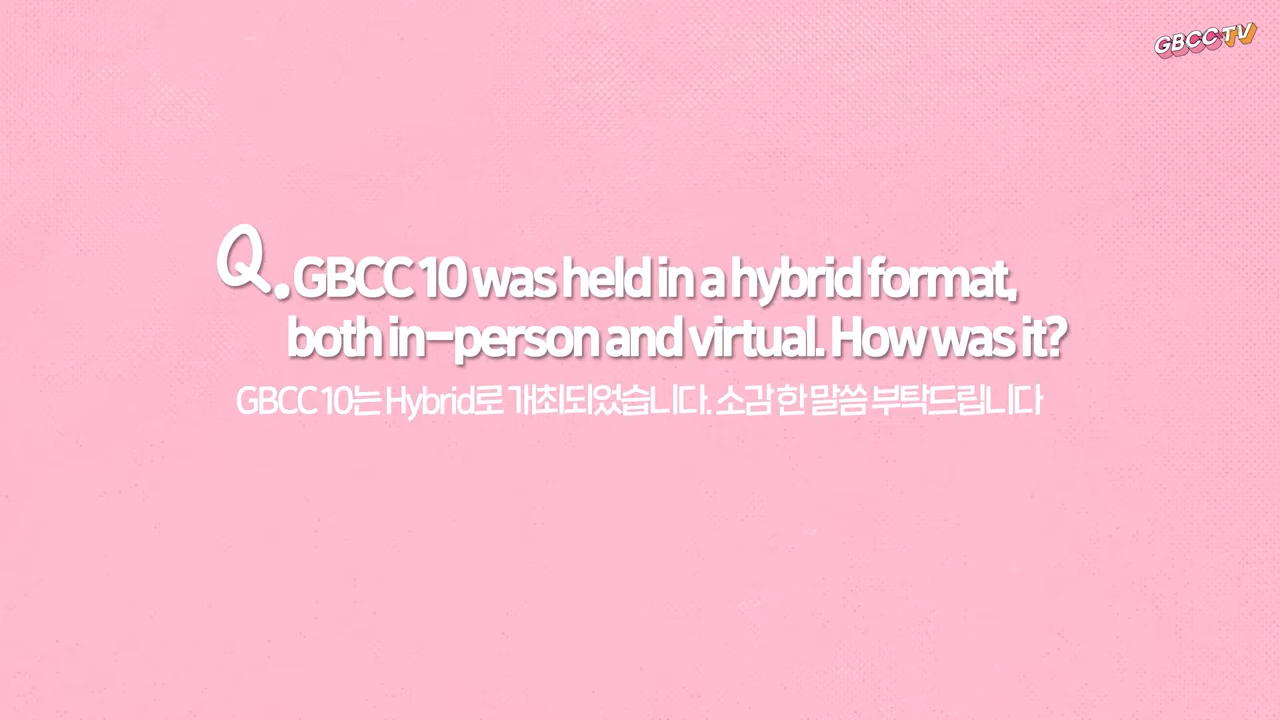 GBCC TV
Q. GBCC 10 was held in a hybrid format,
both in-person and virtual. How was it?
GBCC 10는 Hybrid로 개최되었습니다. 소감 한 말씀 부탁드립니다